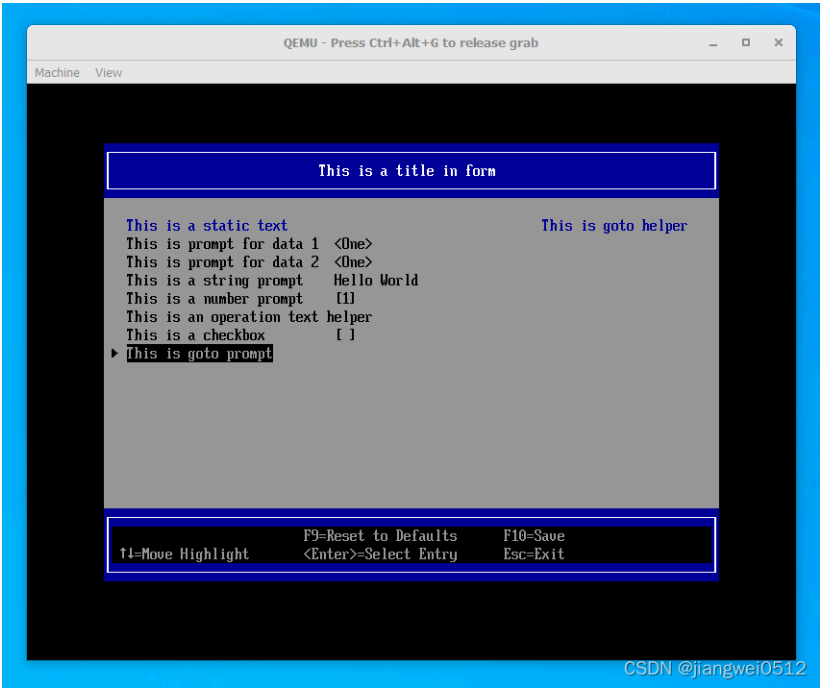 QEMU - Press Ctrl+Alt+G to release grab
Machine View
This is a title in form
This is a static text This is goto helper
This is prompt for data 1 <One>
This is prompt for data 2 <One>
This is a string prompt Hello World
This is a number prompt [1]
This is an operation text helper
This is a checkbox [ ]
This is goto prompt
F9=Reset to Defaults F10=Save
↑↓=Move Highlight <Enter>=Select Entry Esc=Exit
CSDN @jiangwei0512